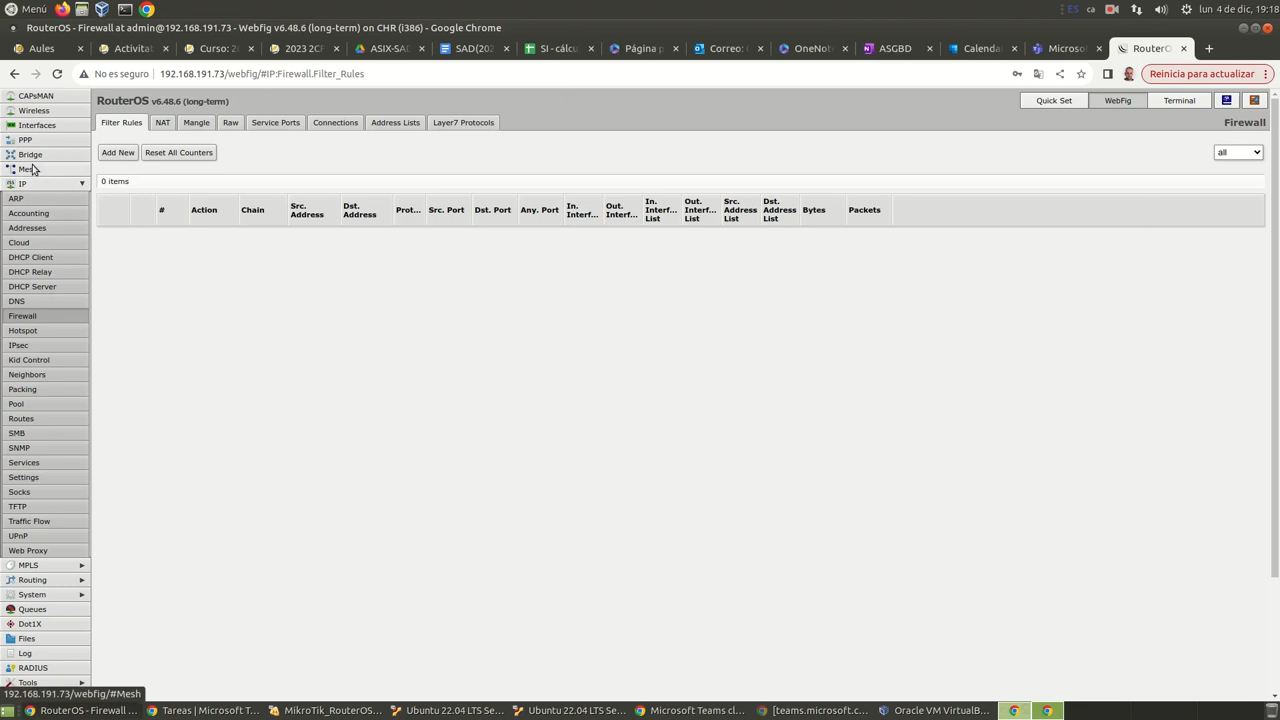 Menú
ES ca lun 4 de dic, 19:18
RouterOS - Firewall at admin@192.168.191.73 - Webfig v6.48.6 (long-term) on CHR (i386) - Google Chrome
Aules Activitat Curso: 20 2023 2CF ASIX-SAD SAD(202 SI - cálcu Página p Correo: C OneNot ASGBD Calenda Microso RouterO
No es seguro 192.168.191.73/webfig/#IP:Firewall.Filter_Rules Reinicia para actualizar
CAPsMAN
Wireless
Interfaces
PPP
Bridge
Mesh
IP
ARP
Accounting
Addresses
Cloud
DHCP Client
DHCP Relay
DHCP Server
DNS
Firewall
Hotspot
IPsec
Kid Control
Neighbors
Packing
Pool
Routes
SMB
SNMP
Services
Settings
Socks
TFTP
Traffic Flow
UPnP
Web Proxy
MPLS
Routing
System
Queues
Dot1X
Files
Log
RADIUS
Tools
RouterOS v6.48.6 (long-term) Quick Set WebFig Terminal
Filter Rules NAT Mangle Raw Service Ports Connections Address Lists Layer7 Protocols Firewall
Add New Reset All Counters all
0 items
# Action Chain Src. Address Dst. Address Prot... Src. Port Dst. Port Any. Port In. Interf... Out. Interf... In. Interf... List Out. Interf... List Src. Address List Dst. Address List Bytes Packets
192.168.191.73/webfig/#Mesh
RouterOS - Firewall ... Tareas | Microsoft T... MikroTik_RouterOS... Ubuntu 22.04 LTS Se... Ubuntu 22.04 LTS Se... Microsoft Teams cl... [teams.microsoft.c... Oracle VM VirtualB...